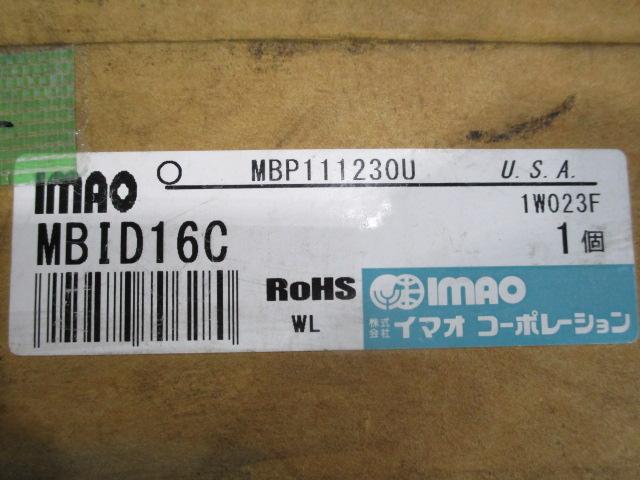 IMAO MBP111230U U.S.A.
1W023F
MBID16C 1個
RoHS IMAO
WL 株式会社 イマオ コーポレーション